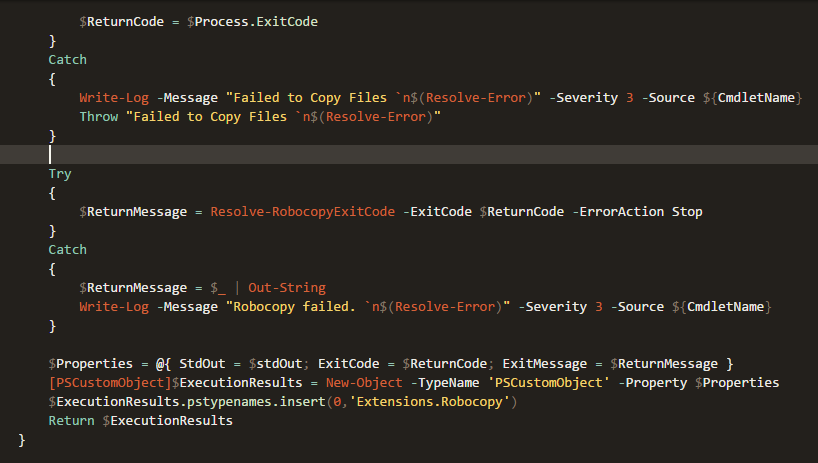 $ReturnCode = $Process.ExitCode
}
Catch
{
Write-Log -Message "Failed to Copy Files `n$(Resolve-Error)" -Severity 3 -Source ${CmdletName}
Throw "Failed to Copy Files `n$(Resolve-Error)"
}
Try
{
$ReturnMessage = Resolve-RobocopyExitCode -ExitCode $ReturnCode -ErrorAction Stop
}
Catch
{
$ReturnMessage = $_ | Out-String
Write-Log -Message "Robocopy failed. `n$(Resolve-Error)" -Severity 3 -Source ${CmdletName}
}
$Properties = @{ StdOut = $stdOut; ExitCode = $ReturnCode; ExitMessage = $ReturnMessage }
[PSCustomObject]$ExecutionResults = New-Object -TypeName 'PSCustomObject' -Property $Properties
$ExecutionResults.pstypenames.insert(0,'Extensions.Robocopy')
Return $ExecutionResults
}